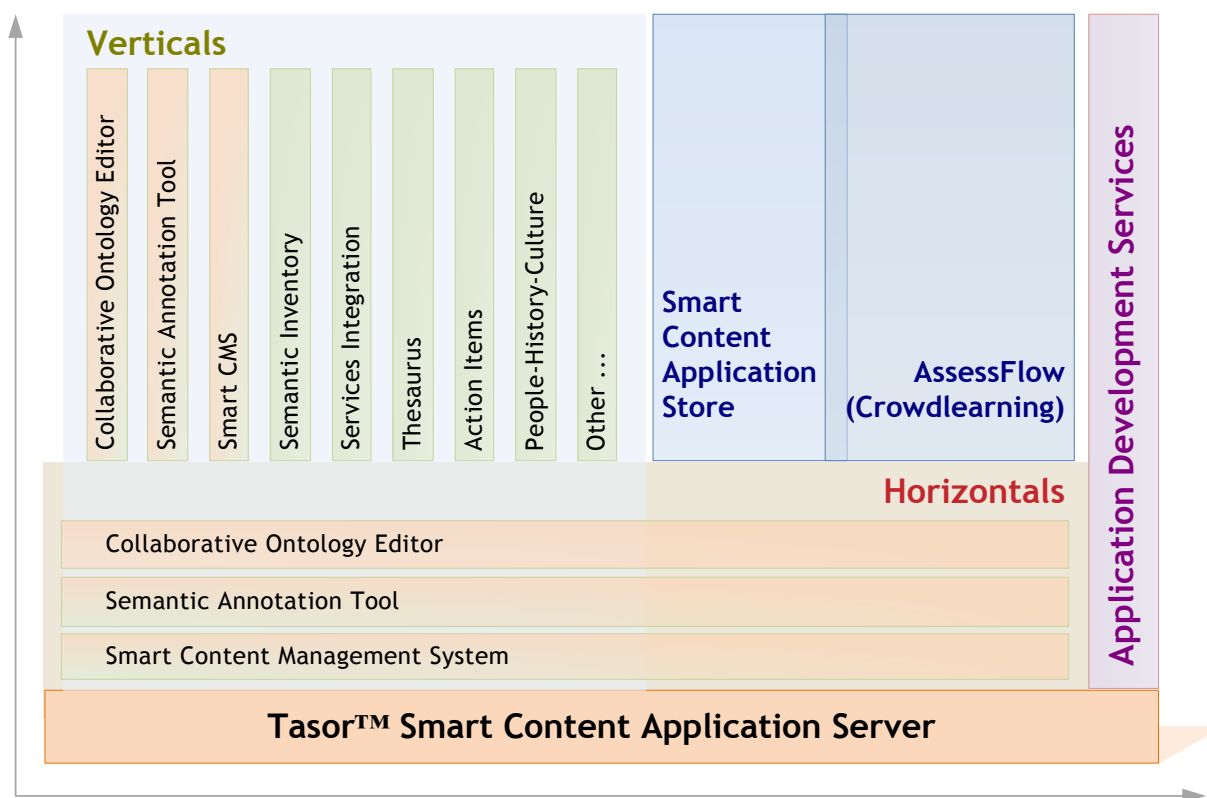 Verticals
Collaborative Ontology Editor
Semantic Annotation Tool
Smart CMS
Semantic Inventory
Services Integration
Thesaurus
Action Items
People-History-Culture
Other ...
Smart
Content
Application
Store
AssessFlow
(Crowdlearning)
Application Development Services
Horizontals
Collaborative Ontology Editor
Semantic Annotation Tool
Smart Content Management System
Tasor™ Smart Content Application Server